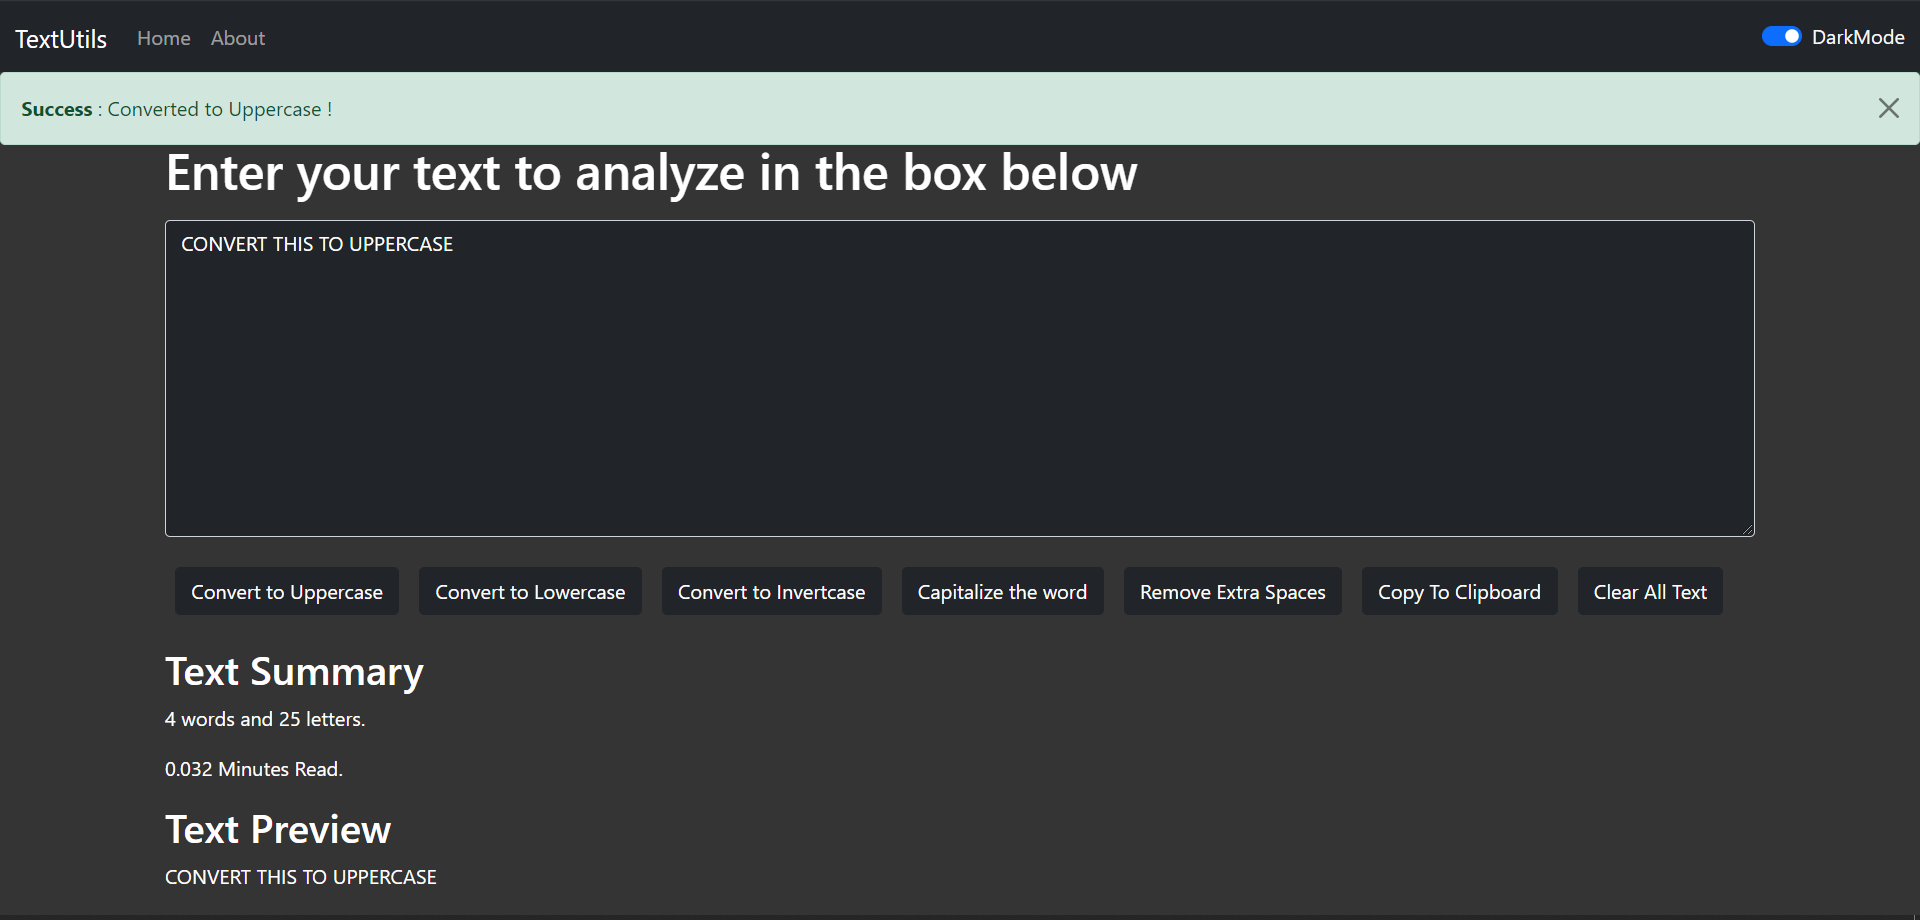 TextUtils Home About DarkMode
Success : Converted to Uppercase !
Enter your text to analyze in the box below
CONVERT THIS TO UPPERCASE
Convert to Uppercase Convert to Lowercase Convert to Invertcase Capitalize the word Remove Extra Spaces Copy To Clipboard Clear All Text
Text Summary
4 words and 25 letters.
0.032 Minutes Read.
Text Preview
CONVERT THIS TO UPPERCASE